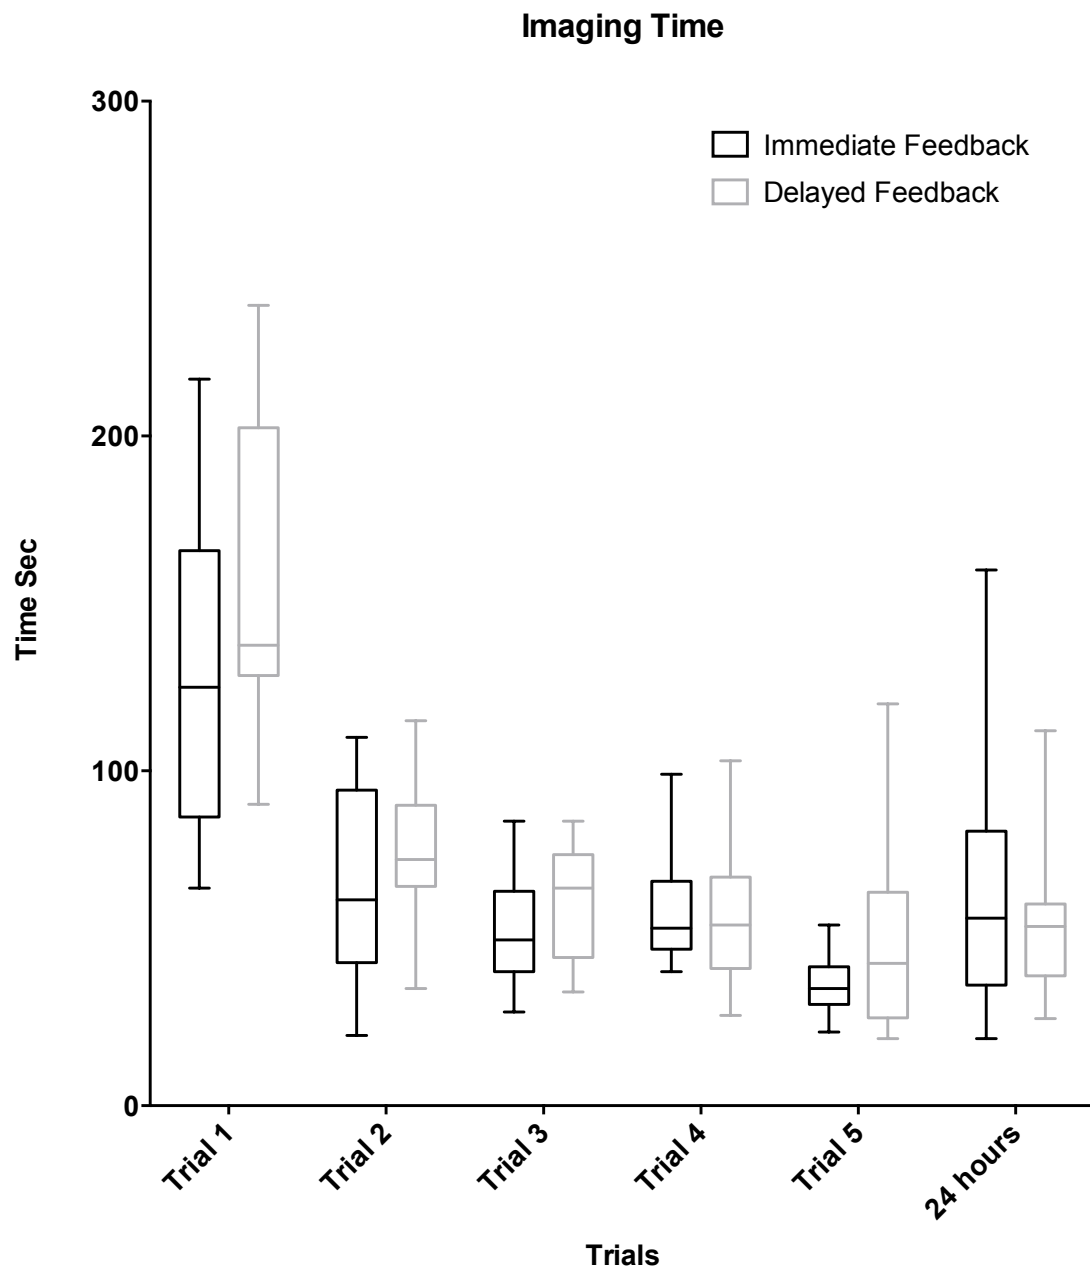 Imaging Time
300
Immediate Feedback
Delayed Feedback
200
Time Sec
100
0
Trial 1
Trial 2
Trial 3
Trial 4
Trial 5
24 hours
Trials